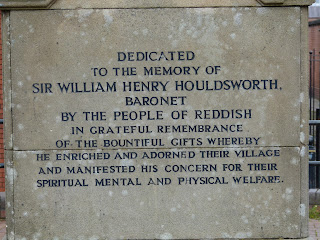 DEDICATED
TO THE MEMORY OF
SIR WILLIAM HENRY HOULDSWORTH,
BARONET
BY THE PEOPLE OF REDDISH
IN GRATEFUL REMEMBRANCE
OF THE BOUNTIFUL GIFTS WHEREBY
HE ENRICHED AND ADORNED THEIR VILLAGE
AND MANIFESTED HIS CONCERN FOR THEIR
SPIRITUAL MENTAL AND PHYSICAL WELFARE.